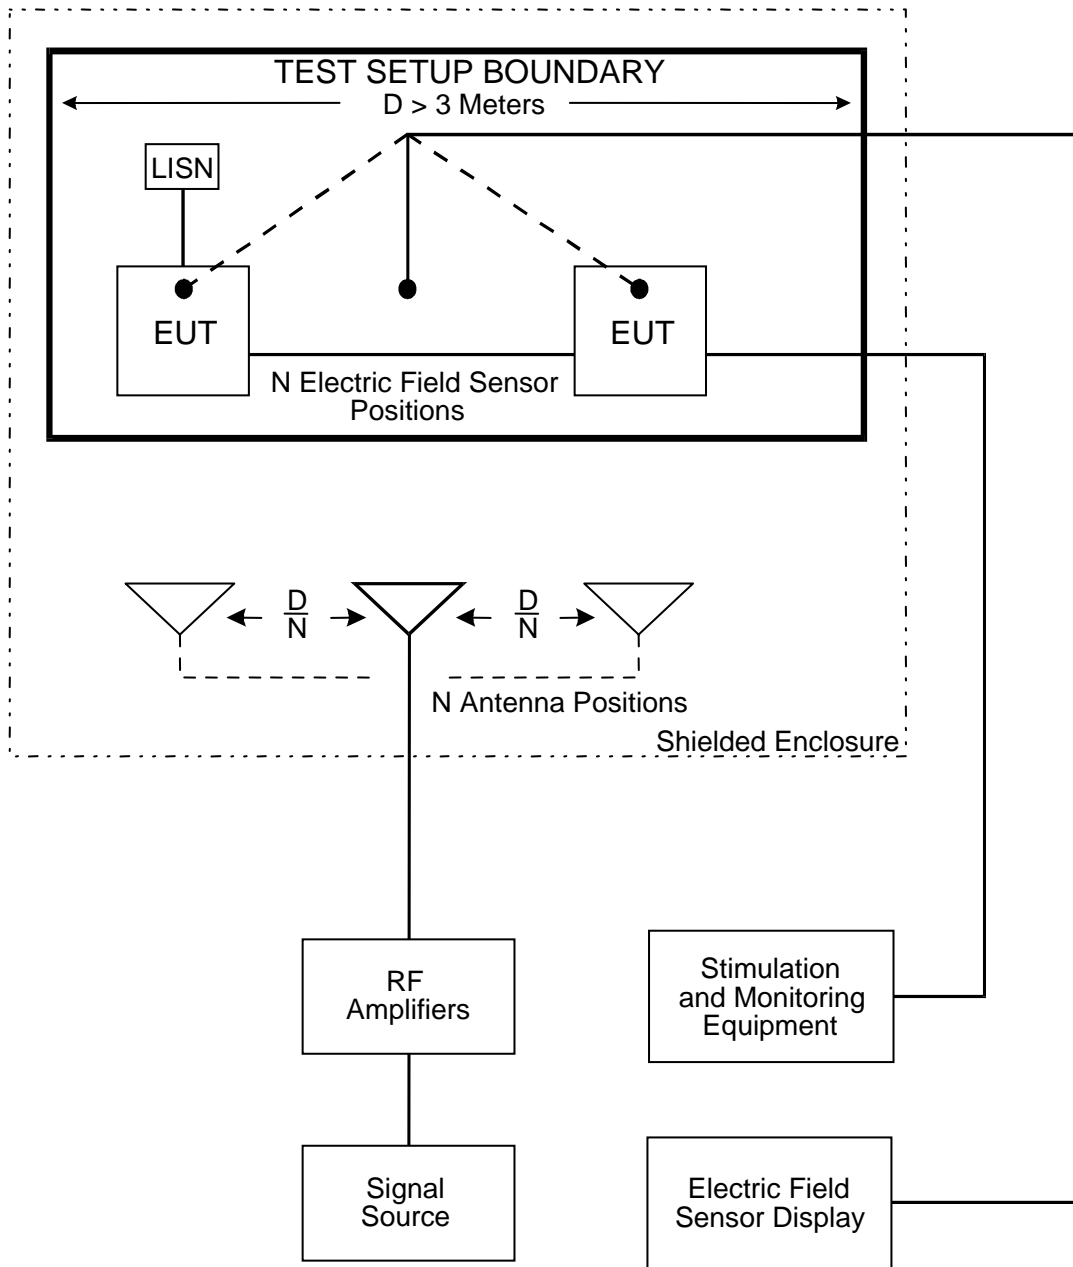 TEST SETUP BOUNDARY
D > 3 Meters
LISN
EUT
EUT
N Electric Field Sensor
Positions
D
N
D
N
N Antenna Positions
Shielded Enclosure
RF
Amplifiers
Stimulation
and Monitoring
Equipment
Signal
Source
Electric Field
Sensor Display